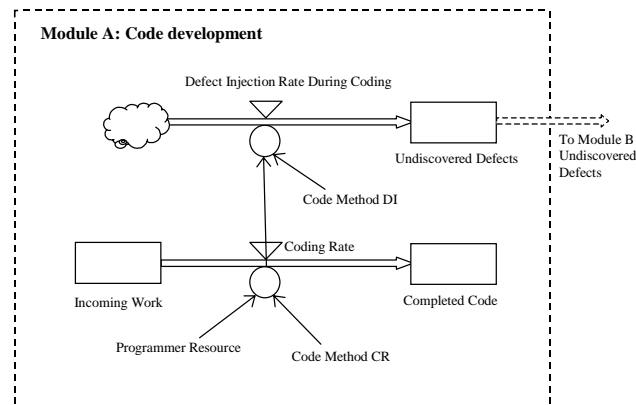 Module A: Code development
Defect Injection Rate During Coding
Undiscovered Defects
To Module B
Undiscovered
Defects
Code Method DI
Coding Rate
Incoming Work
Completed Code
Programmer Resource
Code Method CR